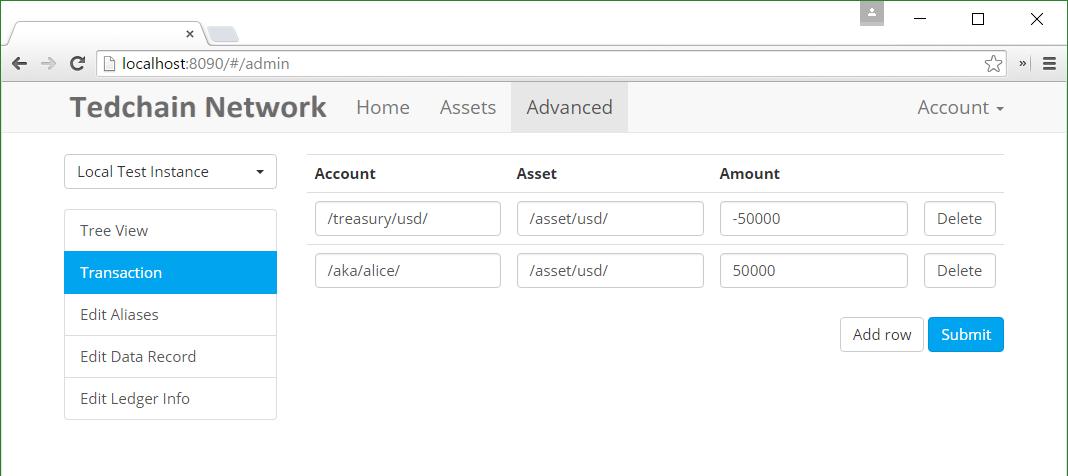 localhost:8090/#/admin
»
Tedchain Network Home Assets Advanced Account
Local Test Instance
Tree View
Transaction
Edit Aliases
Edit Data Record
Edit Ledger Info
Account Asset Amount
/treasury/usd/ /asset/usd/ -50000 Delete
/aka/alice/ /asset/usd/ 50000 Delete
Add row Submit